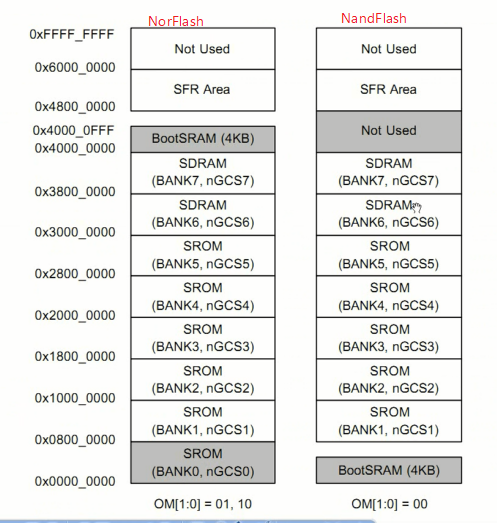 NorFlash
NandFlash
0xFFFF_FFFF
Not Used
Not Used
0x6000_0000
SFR Area
SFR Area
0x4800_0000
0x4000_0FFF
BootSRAM (4KB)
Not Used
0x4000_0000
SDRAM
(BANK7, nGCS7)
SDRAM
(BANK7, nGCS7)
0x3800_0000
SDRAM
(BANK6, nGCS6)
SDRAM
(BANK6, nGCS6)
0x3000_0000
SROM
(BANK5, nGCS5)
SROM
(BANK5, nGCS5)
0x2800_0000
SROM
(BANK4, nGCS4)
SROM
(BANK4, nGCS4)
0x2000_0000
SROM
(BANK3, nGCS3)
SROM
(BANK3, nGCS3)
0x1800_0000
SROM
(BANK2, nGCS2)
SROM
(BANK2, nGCS2)
0x1000_0000
SROM
(BANK1, nGCS1)
SROM
(BANK1, nGCS1)
0x0800_0000
SROM
(BANK0, nGCS0)
BootSRAM (4KB)
0x0000_0000
OM[1:0] = 01, 10
OM[1:0] = 00